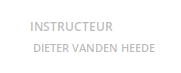 INSTRUCTEUR
DIETER VANDEN HEEDE